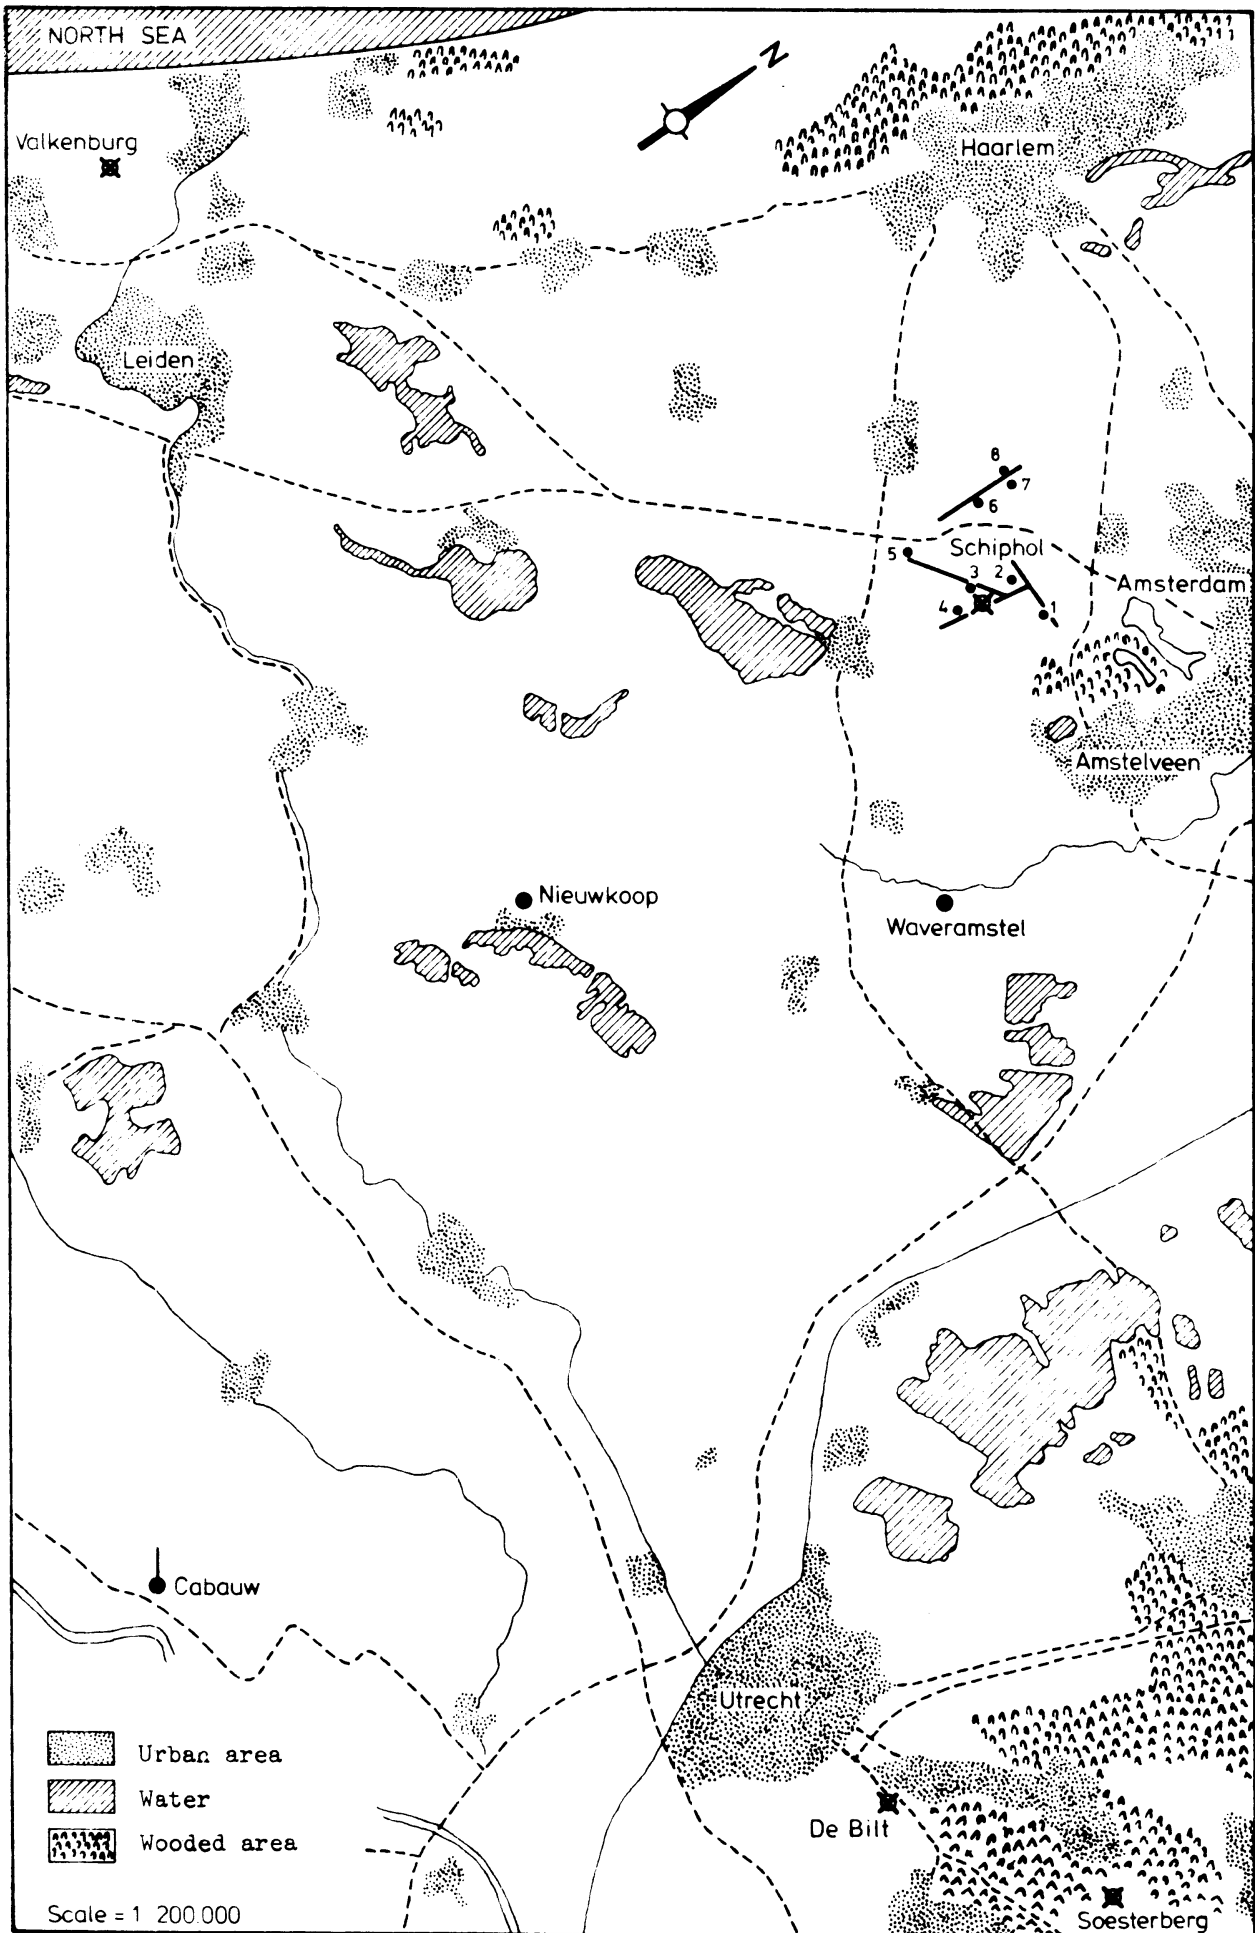 NORTH SEA
N
Valkenburg
Haarlem
Leiden
8
7
6
5
Schiphol
3
2
4
1
Amsterdam
Amstelveen
Nieuwkoop
Waveramstel
Cabauw
Utrecht
Urban area
Water
Wooded area
De Bilt
Scale = 1 200.000
Soesterberg